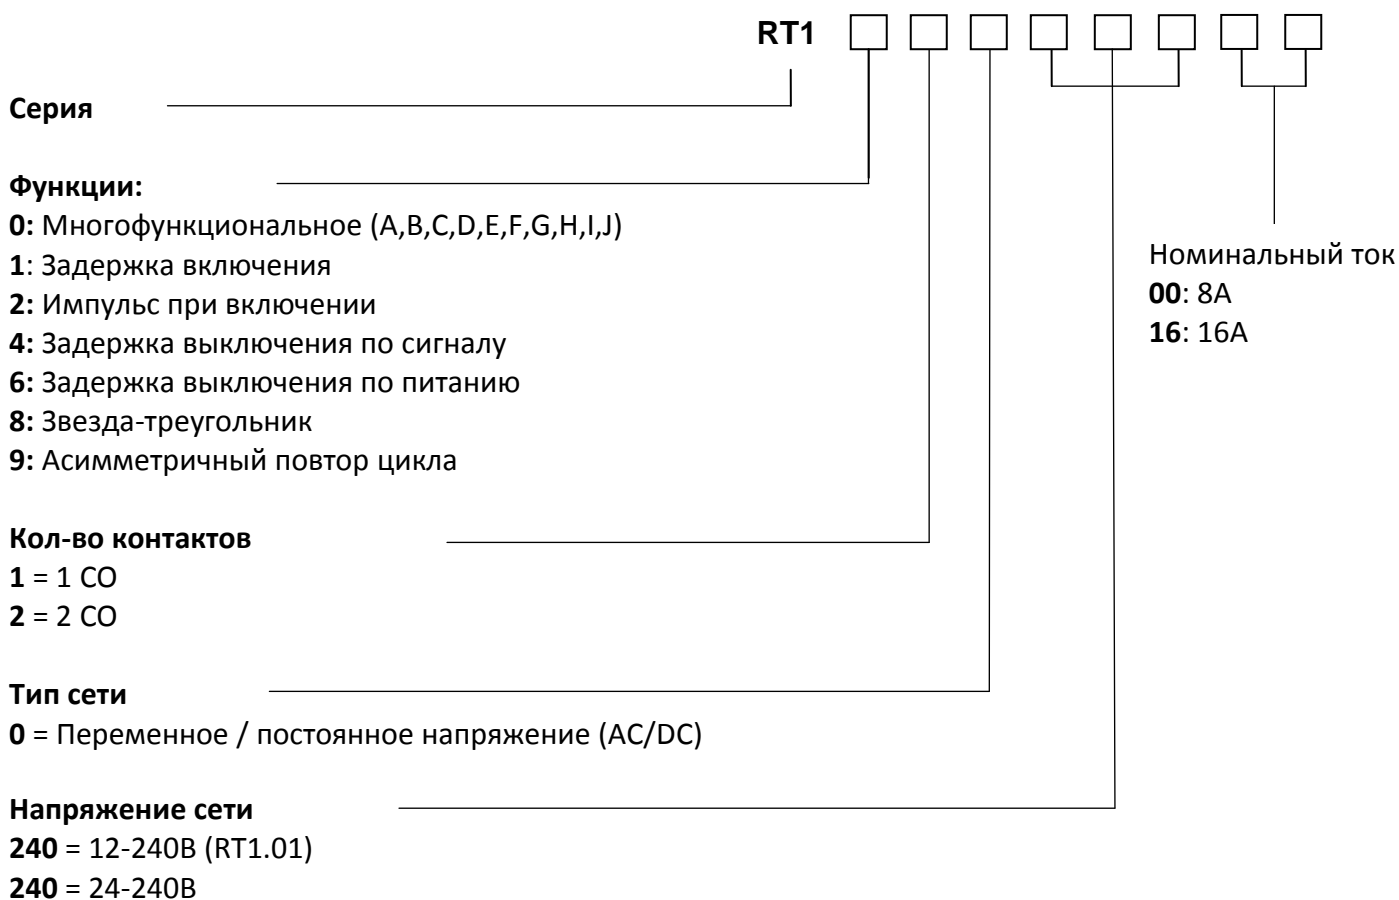 RT1
Серия
Функции:
0: Многофункциональное (A,B,C,D,E,F,G,H,I,J)
1: Задержка включения
2: Импульс при включении
4: Задержка выключения по сигналу
6: Задержка выключения по питанию
8: Звезда-треугольник
9: Асимметричный повтор цикла
Номинальный ток
00: 8А
16: 16А
Кол-во контактов
1 = 1 СО
2 = 2 СО
Тип сети
0 = Переменное / постоянное напряжение (AC/DC)
Напряжение сети
240 = 12-240В (RT1.01)
240 = 24-240В